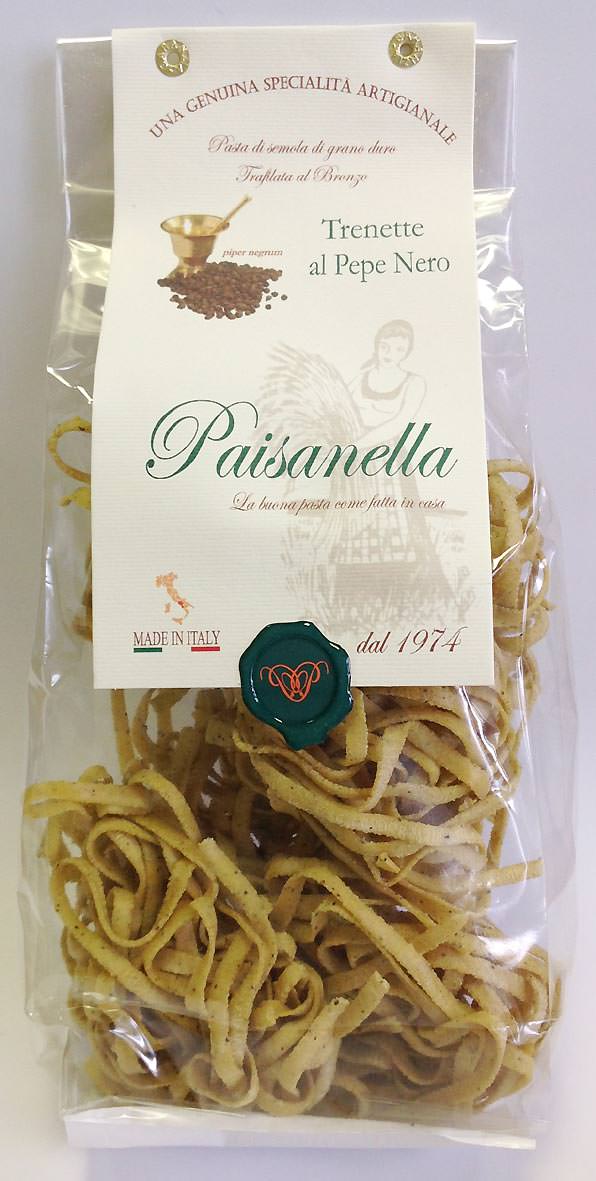 UNA GENUINA SPECIALITÀ ARTIGIANALE
Pasta di semola di grano duro
Trafilata al Bronzo
piper negrum
Trenette
al Pepe Nero
Paisanella
La buona pasta come fatta in casa
MADE IN ITALY
dal 1974